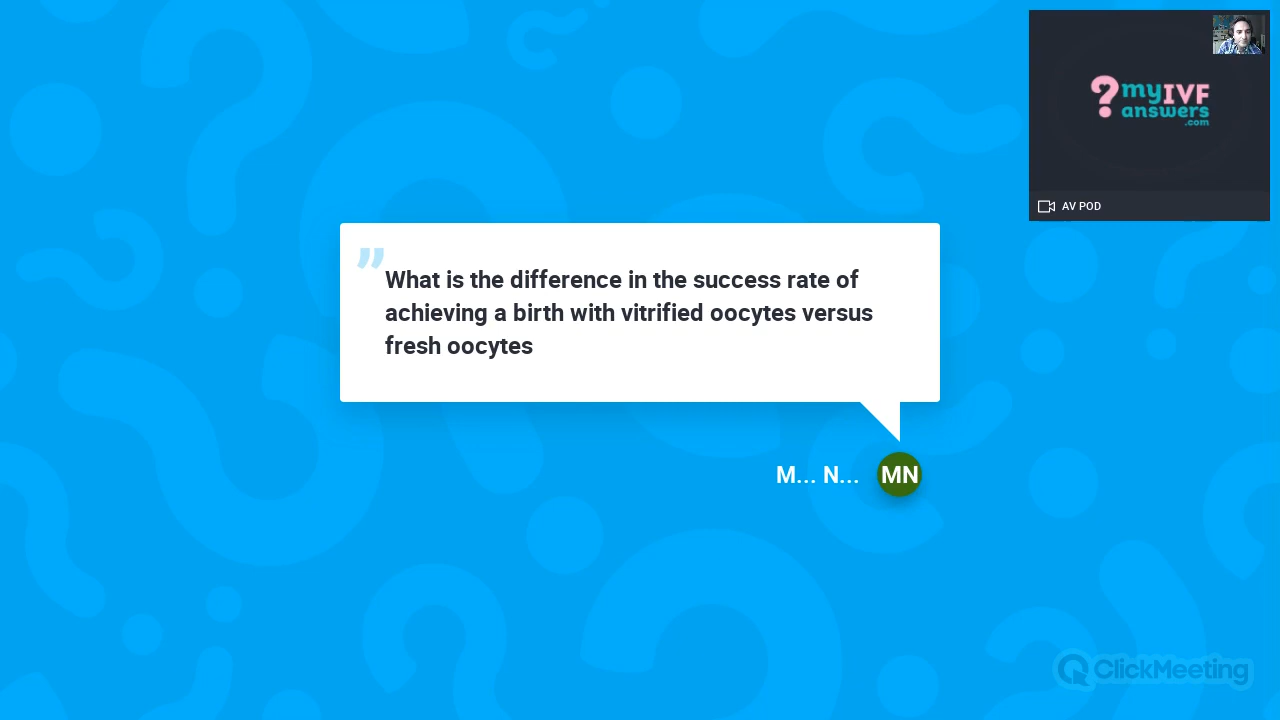 myIVF
answers
.com
AV POD
What is the difference in the success rate of
achieving a birth with vitrified oocytes versus
fresh oocytes
M... N...
MN
ClickMeeting